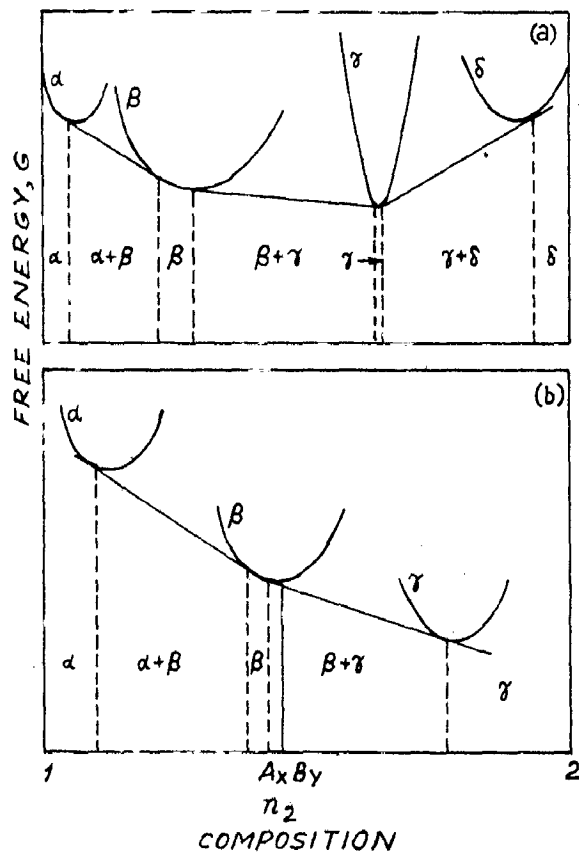 (a)
α
β
γ
δ
α
α+β
β
β+γ
γ
γ+δ
δ
FREE ENERGY, G
(b)
α
β
γ
α
α+β
β
β+γ
γ
1
AxBy
2
n2
COMPOSITION